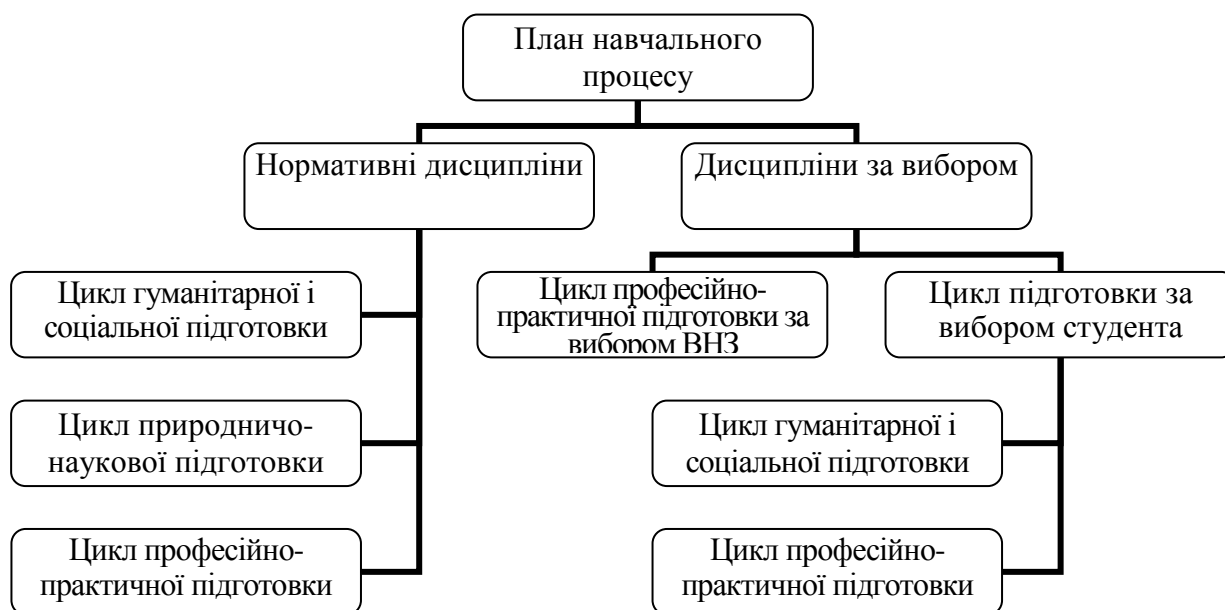 План навчального
процесу
Нормативні дисципліни
Дисципліни за вибором
Цикл гуманітарної і
соціальної підготовки
Цикл професійно-
практичної підготовки за
вибором ВНЗ
Цикл підготовки за
вибором студента
Цикл природничо-
наукової підготовки
Цикл гуманітарної і
соціальної підготовки
Цикл професійно-
практичної підготовки
Цикл професійно-
практичної підготовки